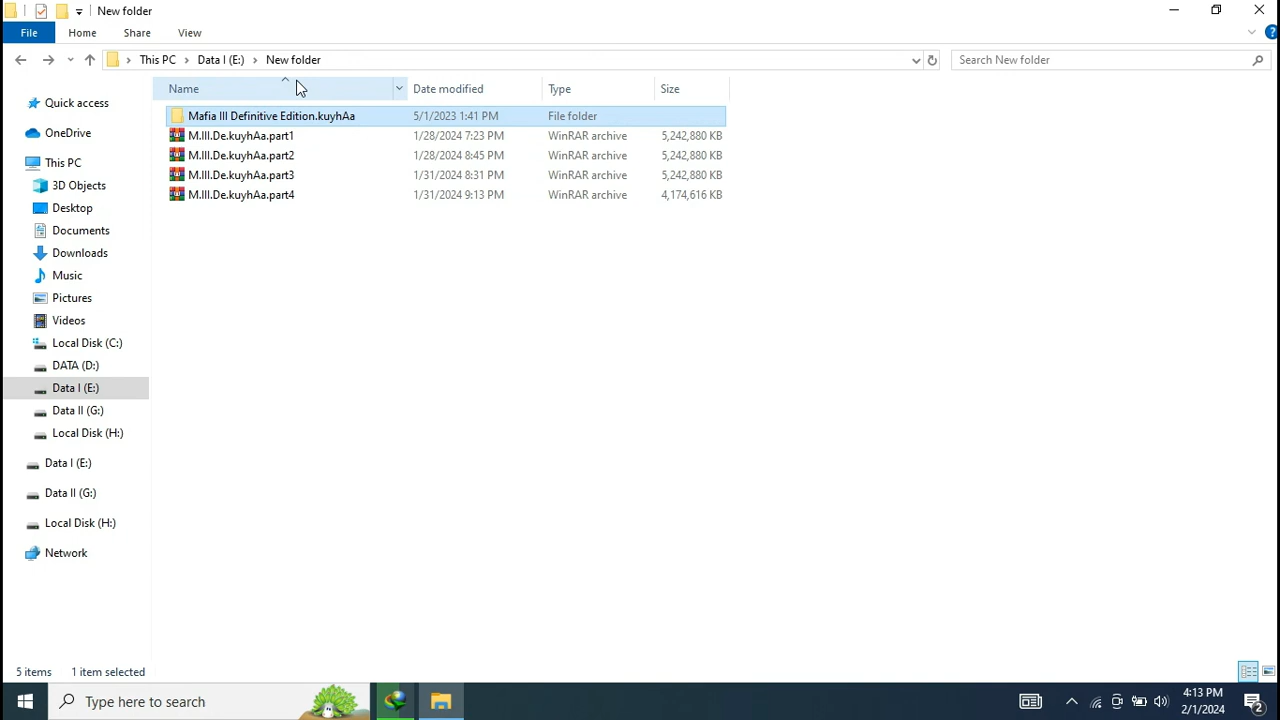 New folder
File Home Share View
This PC Data I (E:) New folder Search New folder
Name Date modified Type Size
Mafia III Definitive Edition.kuyhAa 5/1/2023 1:41 PM File folder
M.III.De.kuyhAa.part1 1/28/2024 7:23 PM WinRAR archive 5,242,880 KB
M.III.De.kuyhAa.part2 1/28/2024 8:45 PM WinRAR archive 5,242,880 KB
M.III.De.kuyhAa.part3 1/31/2024 8:31 PM WinRAR archive 5,242,880 KB
M.III.De.kuyhAa.part4 1/31/2024 9:13 PM WinRAR archive 4,174,616 KB
Quick access
OneDrive
This PC
3D Objects
Desktop
Documents
Downloads
Music
Pictures
Videos
Local Disk (C:)
DATA (D:)
Data I (E:)
Data II (G:)
Local Disk (H:)
Data I (E:)
Data II (G:)
Local Disk (H:)
Network
5 items 1 item selected
Type here to search
4:13 PM
2/1/2024
2